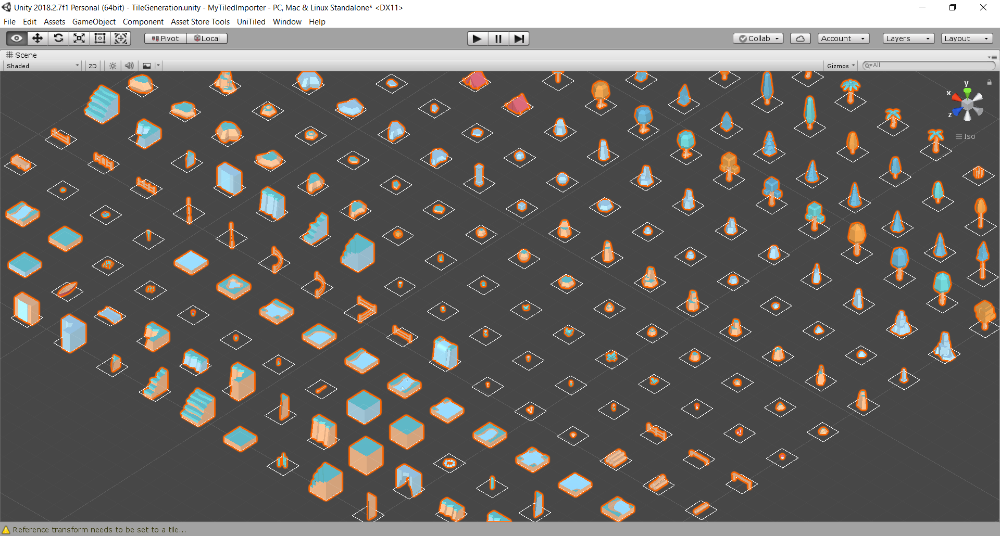 Unity 2018.2.7f1 Personal (64bit) - TileGeneration.unity - MyTiledImporter - PC, Mac & Linux Standalone* <DX11>
File Edit Assets GameObject Component Asset Store Tools UniTiled Window Help
Pivot Local Collab Account Layers Layout
Scene
Shaded 2D Gizmos All
y
x
z
Iso
Reference transform needs to be set to a tile...